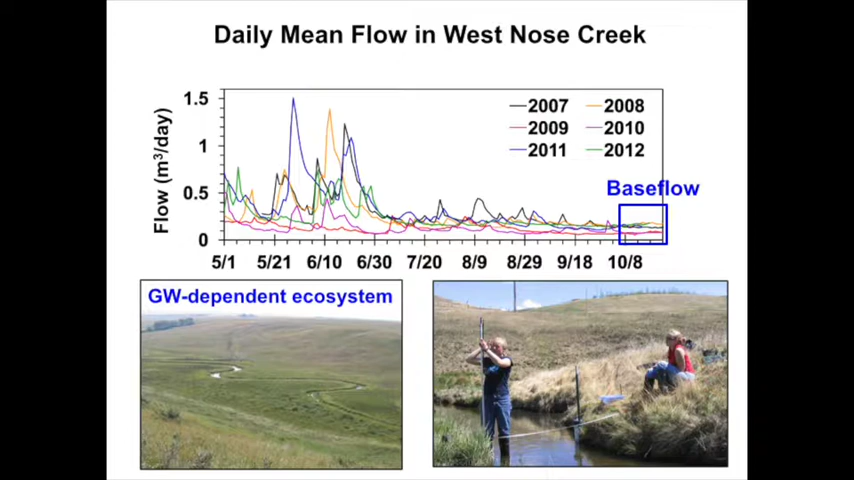 Daily Mean Flow in West Nose Creek
Flow (m³/day)
1.5
1
0.5
0
2007 2008
2009 2010
2011 2012
Baseflow
5/1 5/21 6/10 6/30 7/20 8/9 8/29 9/18 10/8
GW-dependent ecosystem